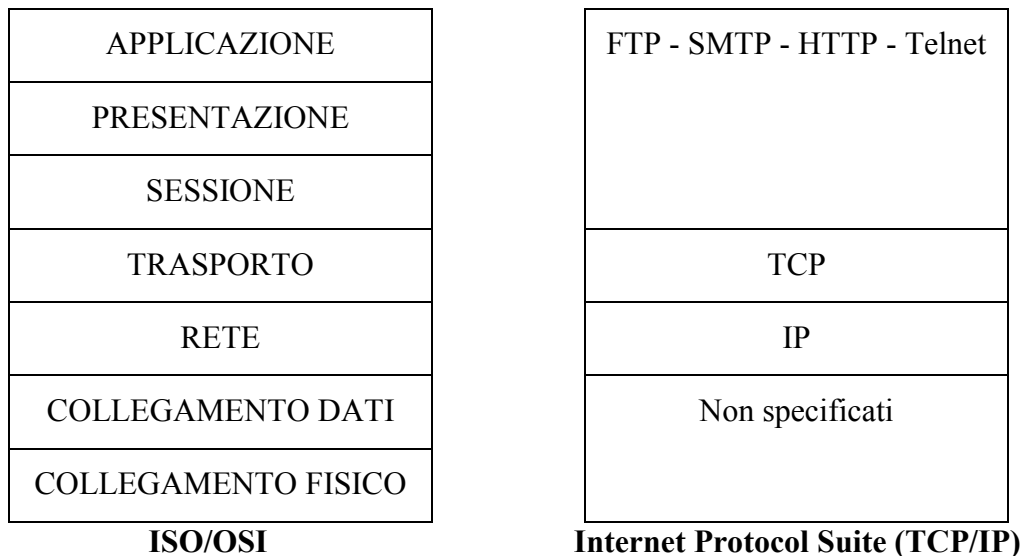 APPLICAZIONE
PRESENTAZIONE
SESSIONE
TRASPORTO
RETE
COLLEGAMENTO DATI
COLLEGAMENTO FISICO
ISO/OSI
FTP - SMTP - HTTP - Telnet
TCP
IP
Non specificati
Internet Protocol Suite (TCP/IP)